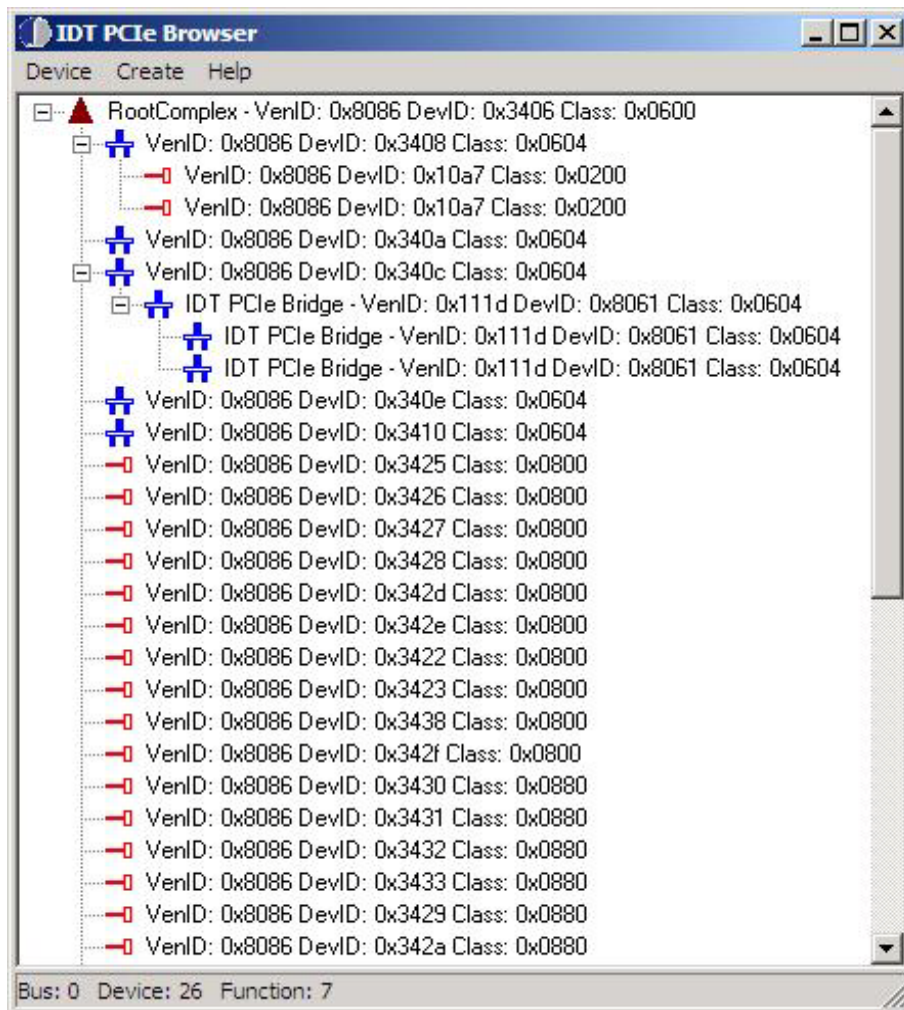 IDT PCIe Browser
Device Create Help
RootComplex - VenID: 0x8086 DevID: 0x3406 Class: 0x0600
VenID: 0x8086 DevID: 0x3408 Class: 0x0604
VenID: 0x8086 DevID: 0x10a7 Class: 0x0200
VenID: 0x8086 DevID: 0x10a7 Class: 0x0200
VenID: 0x8086 DevID: 0x340a Class: 0x0604
VenID: 0x8086 DevID: 0x340c Class: 0x0604
IDT PCIe Bridge - VenID: 0x111d DevID: 0x8061 Class: 0x0604
IDT PCIe Bridge - VenID: 0x111d DevID: 0x8061 Class: 0x0604
IDT PCIe Bridge - VenID: 0x111d DevID: 0x8061 Class: 0x0604
VenID: 0x8086 DevID: 0x340e Class: 0x0604
VenID: 0x8086 DevID: 0x3410 Class: 0x0604
VenID: 0x8086 DevID: 0x3425 Class: 0x0800
VenID: 0x8086 DevID: 0x3426 Class: 0x0800
VenID: 0x8086 DevID: 0x3427 Class: 0x0800
VenID: 0x8086 DevID: 0x3428 Class: 0x0800
VenID: 0x8086 DevID: 0x342d Class: 0x0800
VenID: 0x8086 DevID: 0x342e Class: 0x0800
VenID: 0x8086 DevID: 0x3422 Class: 0x0800
VenID: 0x8086 DevID: 0x3423 Class: 0x0800
VenID: 0x8086 DevID: 0x3438 Class: 0x0800
VenID: 0x8086 DevID: 0x342f Class: 0x0800
VenID: 0x8086 DevID: 0x3430 Class: 0x0880
VenID: 0x8086 DevID: 0x3431 Class: 0x0880
VenID: 0x8086 DevID: 0x3432 Class: 0x0880
VenID: 0x8086 DevID: 0x3433 Class: 0x0880
VenID: 0x8086 DevID: 0x3429 Class: 0x0880
VenID: 0x8086 DevID: 0x342a Class: 0x0880
Bus: 0 Device: 26 Function: 7